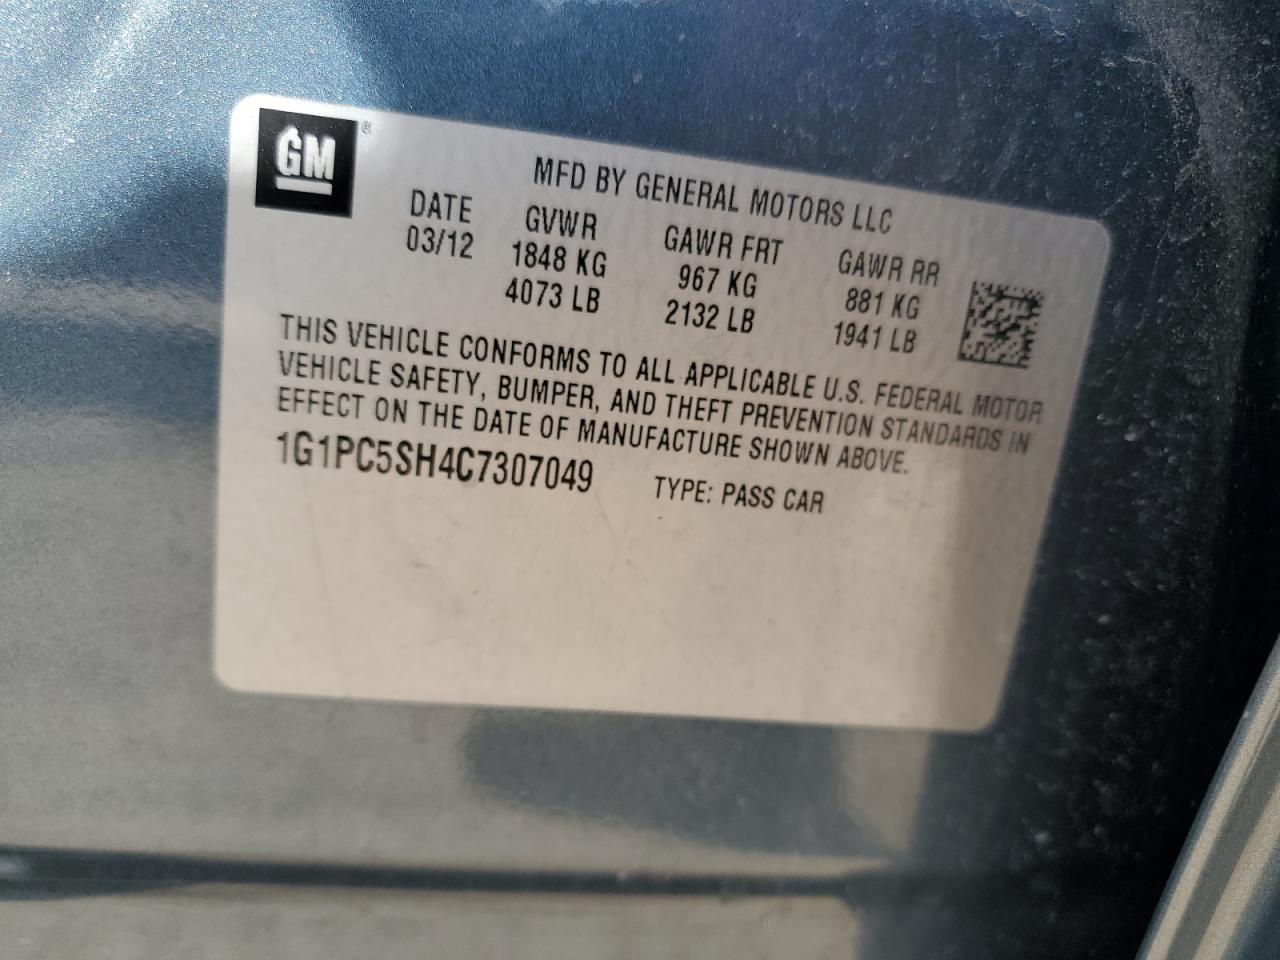 GM®
MFD BY GENERAL MOTORS LLC
DATE GVWR GAWR FRT GAWR RR
03/12 1848 KG 967 KG 881 KG
4073 LB 2132 LB 1941 LB
THIS VEHICLE CONFORMS TO ALL APPLICABLE U.S. FEDERAL MOTOR
VEHICLE SAFETY, BUMPER, AND THEFT PREVENTION STANDARDS IN
EFFECT ON THE DATE OF MANUFACTURE SHOWN ABOVE.
1G1PC5SH4C7307049 TYPE: PASS CAR